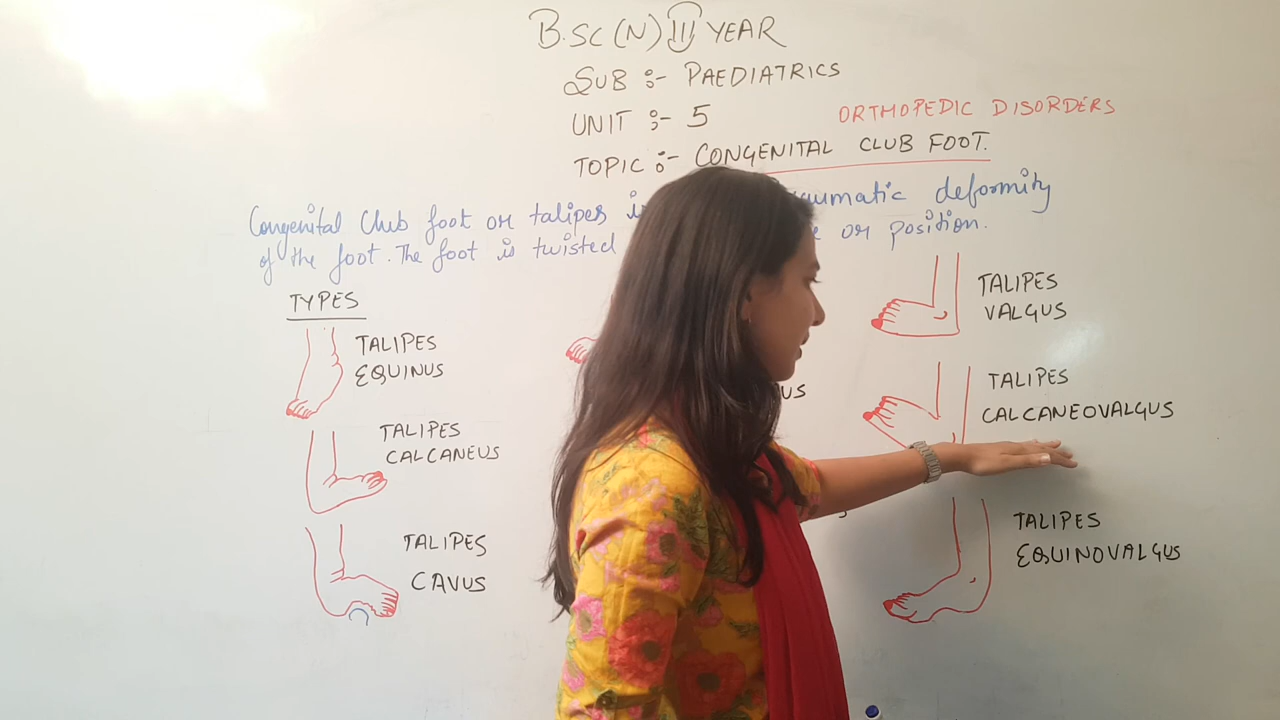 B.SC (N) III YEAR
SUB :- PAEDIATRICS
UNIT :- 5
ORTHOPEDIC DISORDERS
TOPIC :- CONGENITAL CLUB FOOT.
Congenital Club foot or talipes deformity
of the foot. The foot is twisted or position.
TYPES
TALIPES
EQUINUS
TALIPES
CALCANEUS
TALIPES
CAVUS
TALIPES
VALGUS
TALIPES
CALCANEOVALGUS
TALIPES
EQUINOVALGUS